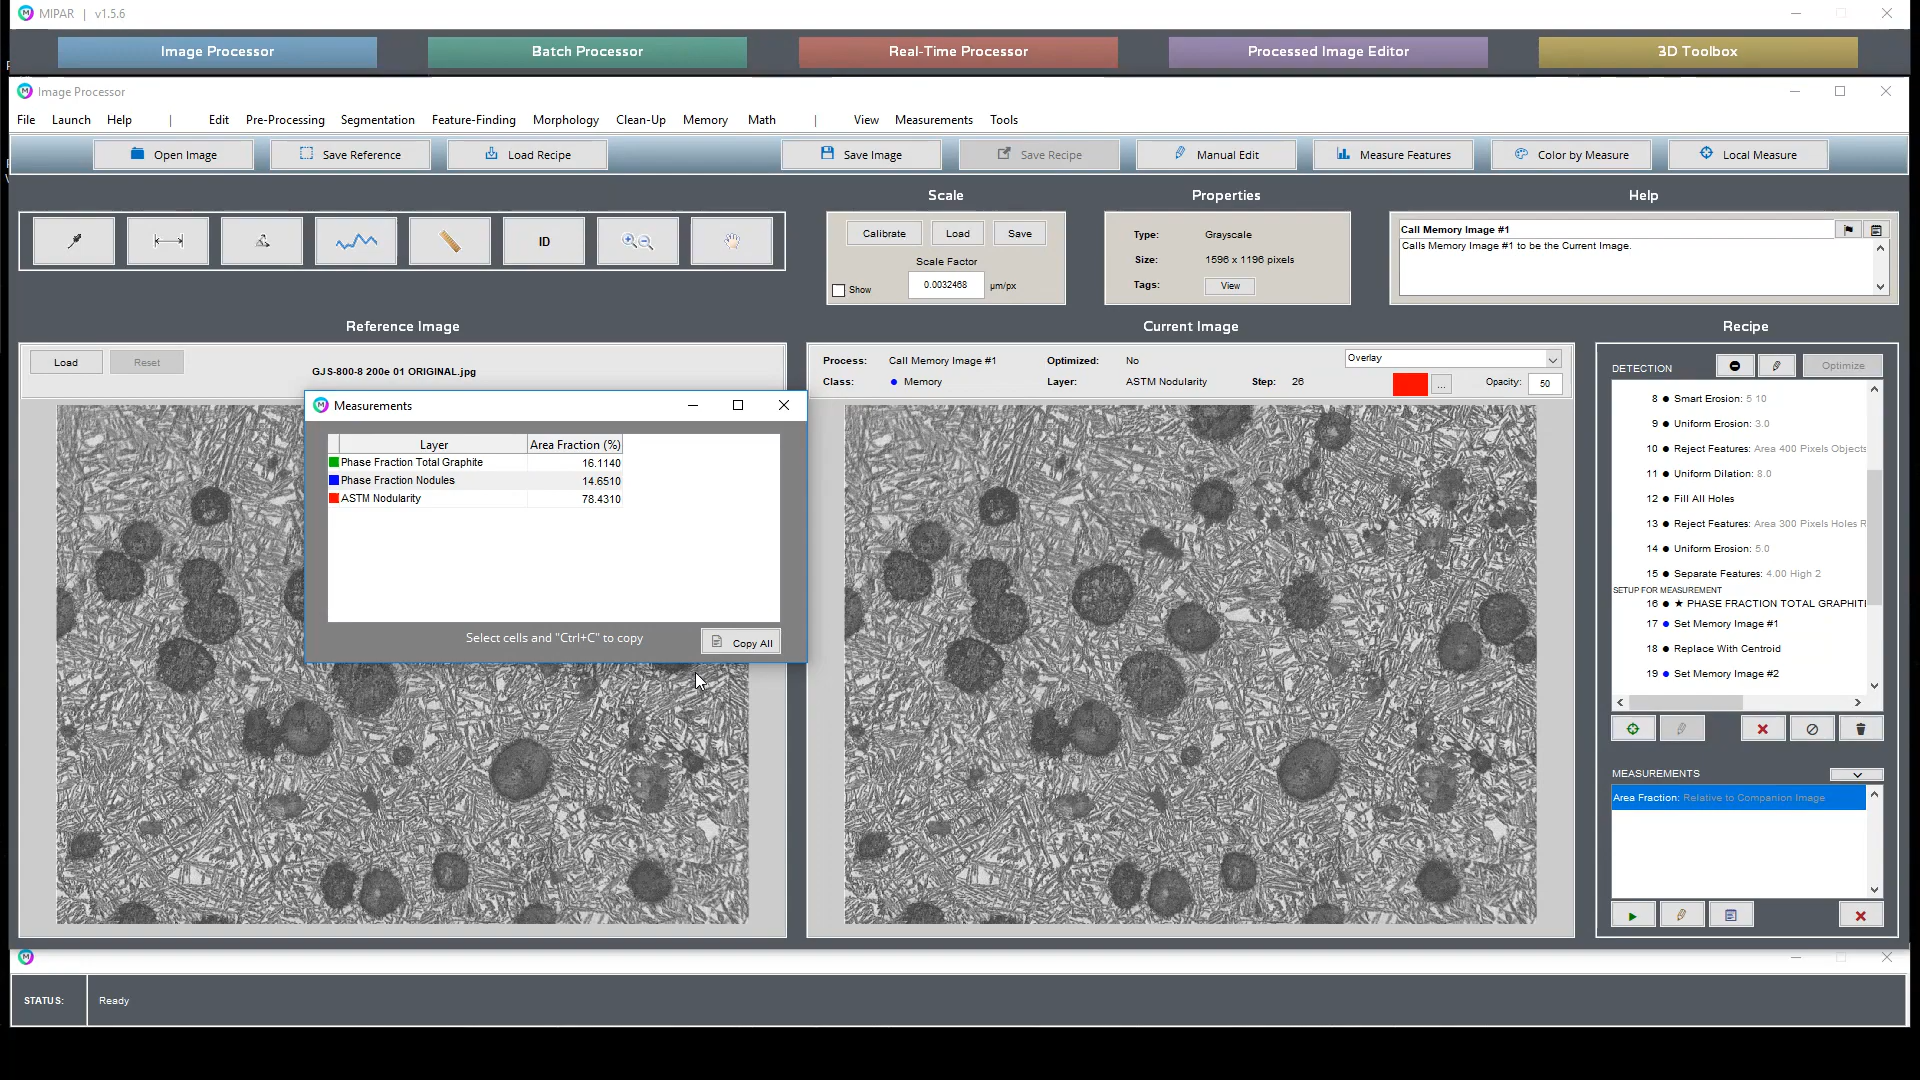 MIPAR | v1.5.6
Image Processor
Batch Processor
Real-Time Processor
Processed Image Editor
3D Toolbox
Image Processor
File Launch Help | Edit Pre-Processing Segmentation Feature-Finding Morphology Clean-Up Memory Math | View Measurements Tools
Open Image
Save Reference
Load Recipe
Save Image
Save Recipe
Manual Edit
Measure Features
Color by Measure
Local Measure
ID
Scale
Calibrate
Load
Save
Scale Factor
Show
0.0032468
µm/px
Properties
Type: Grayscale
Size: 1596 x 1196 pixels
Tags: View
Help
Call Memory Image #1
Calls Memory Image #1 to be the Current Image.
Reference Image
Load
Reset
GJS-800-8 200e 01 ORIGINAL.jpg
Measurements
Layer Area Fraction (%)
Phase Fraction Total Graphite 16.1140
Phase Fraction Nodules 14.6510
ASTM Nodularity 78.4310
Select cells and "Ctrl+C" to copy
Copy All
Current Image
Process: Call Memory Image #1 Optimized: No
Overlay
Class: Memory Layer: ASTM Nodularity Step: 26
...
Opacity: 50
Recipe
DETECTION
Optimize
8 Smart Erosion: 5 10
9 Uniform Erosion: 3.0
10 Reject Features: Area 400 Pixels Objects
11 Uniform Dilation: 8.0
12 Fill All Holes
13 Reject Features: Area 300 Pixels Holes R
14 Uniform Erosion: 5.0
15 Separate Features: 4.00 High 2
SETUP FOR MEASUREMENT
16 ★ PHASE FRACTION TOTAL GRAPHITE
17 Set Memory Image #1
18 Replace With Centroid
19 Set Memory Image #2
MEASUREMENTS
Area Fraction: Relative to Companion Image
STATUS:
Ready